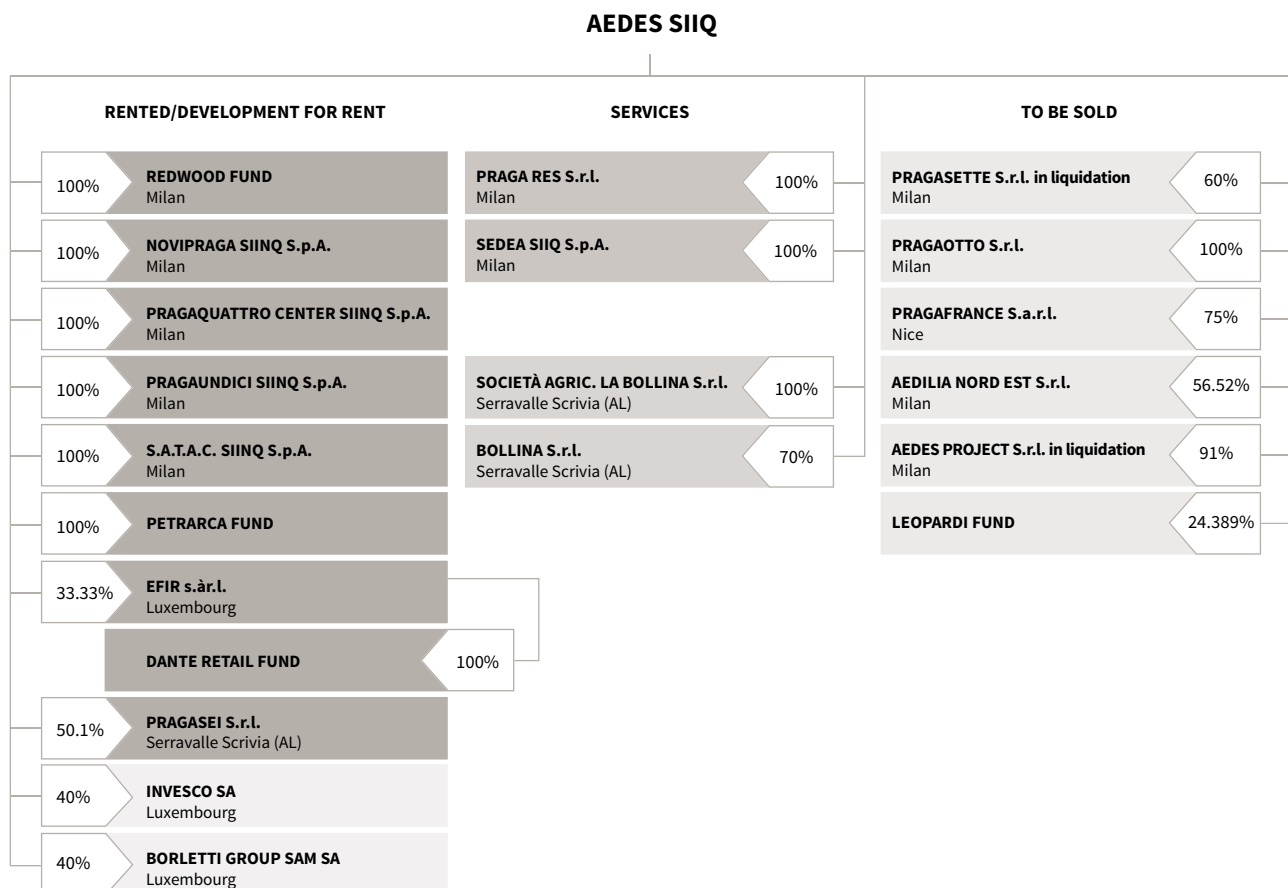 AEDES SIIQ
RENTED/DEVELOPMENT FOR RENT
100%
REDWOOD FUND
Milan
100%
NOVIPRAGA SIINQ S.p.A.
Milan
100%
PRAGAQUATTRO CENTER SIINQ S.p.A.
Milan
100%
PRAGAUNDICI SIINQ S.p.A.
Milan
100%
S.A.T.A.C. SIINQ S.p.A.
Milan
100%
PETRARCA FUND
33.33%
EFIR s.àr.l.
Luxembourg
DANTE RETAIL FUND
100%
50.1%
PRAGASEI S.r.l.
Serravalle Scrivia (AL)
40%
INVESCO SA
Luxembourg
40%
BORLETTI GROUP SAM SA
Luxembourg
SERVICES
PRAGA RES S.r.l.
Milan
100%
SEDEA SIIQ S.p.A.
Milan
100%
SOCIETÀ AGRIC. LA BOLLINA S.r.l.
Serravalle Scrivia (AL)
100%
BOLLINA S.r.l.
Serravalle Scrivia (AL)
70%
TO BE SOLD
PRAGASETTE S.r.l. in liquidation
Milan
60%
PRAGAOTTO S.r.l.
Milan
100%
PRAGAFRANCE S.a.r.l.
Nice
75%
AEDILIA NORD EST S.r.l.
Milan
56.52%
AEDES PROJECT S.r.l. in liquidation
Milan
91%
LEOPARDI FUND
24.389%